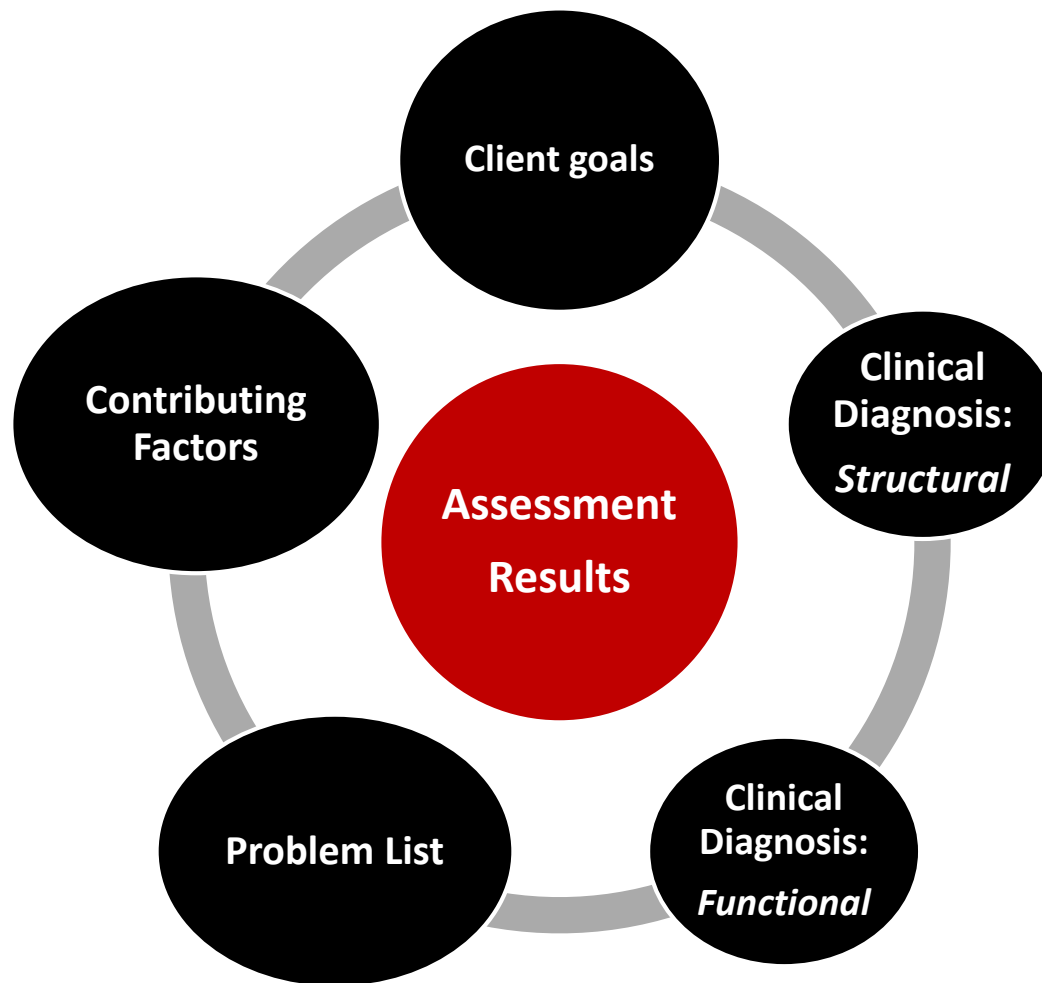 Client goals
Clinical
Diagnosis:
Structural
Contributing
Factors
Assessment
Results
Clinical
Diagnosis:
Functional
Problem List